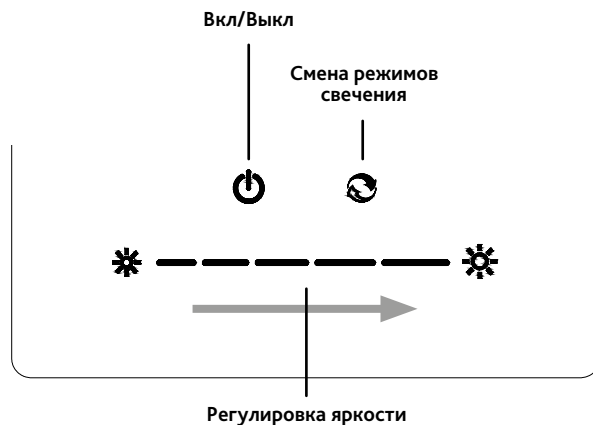 Вкл/Выкл
Смена режимов
свечения
Регулировка яркости